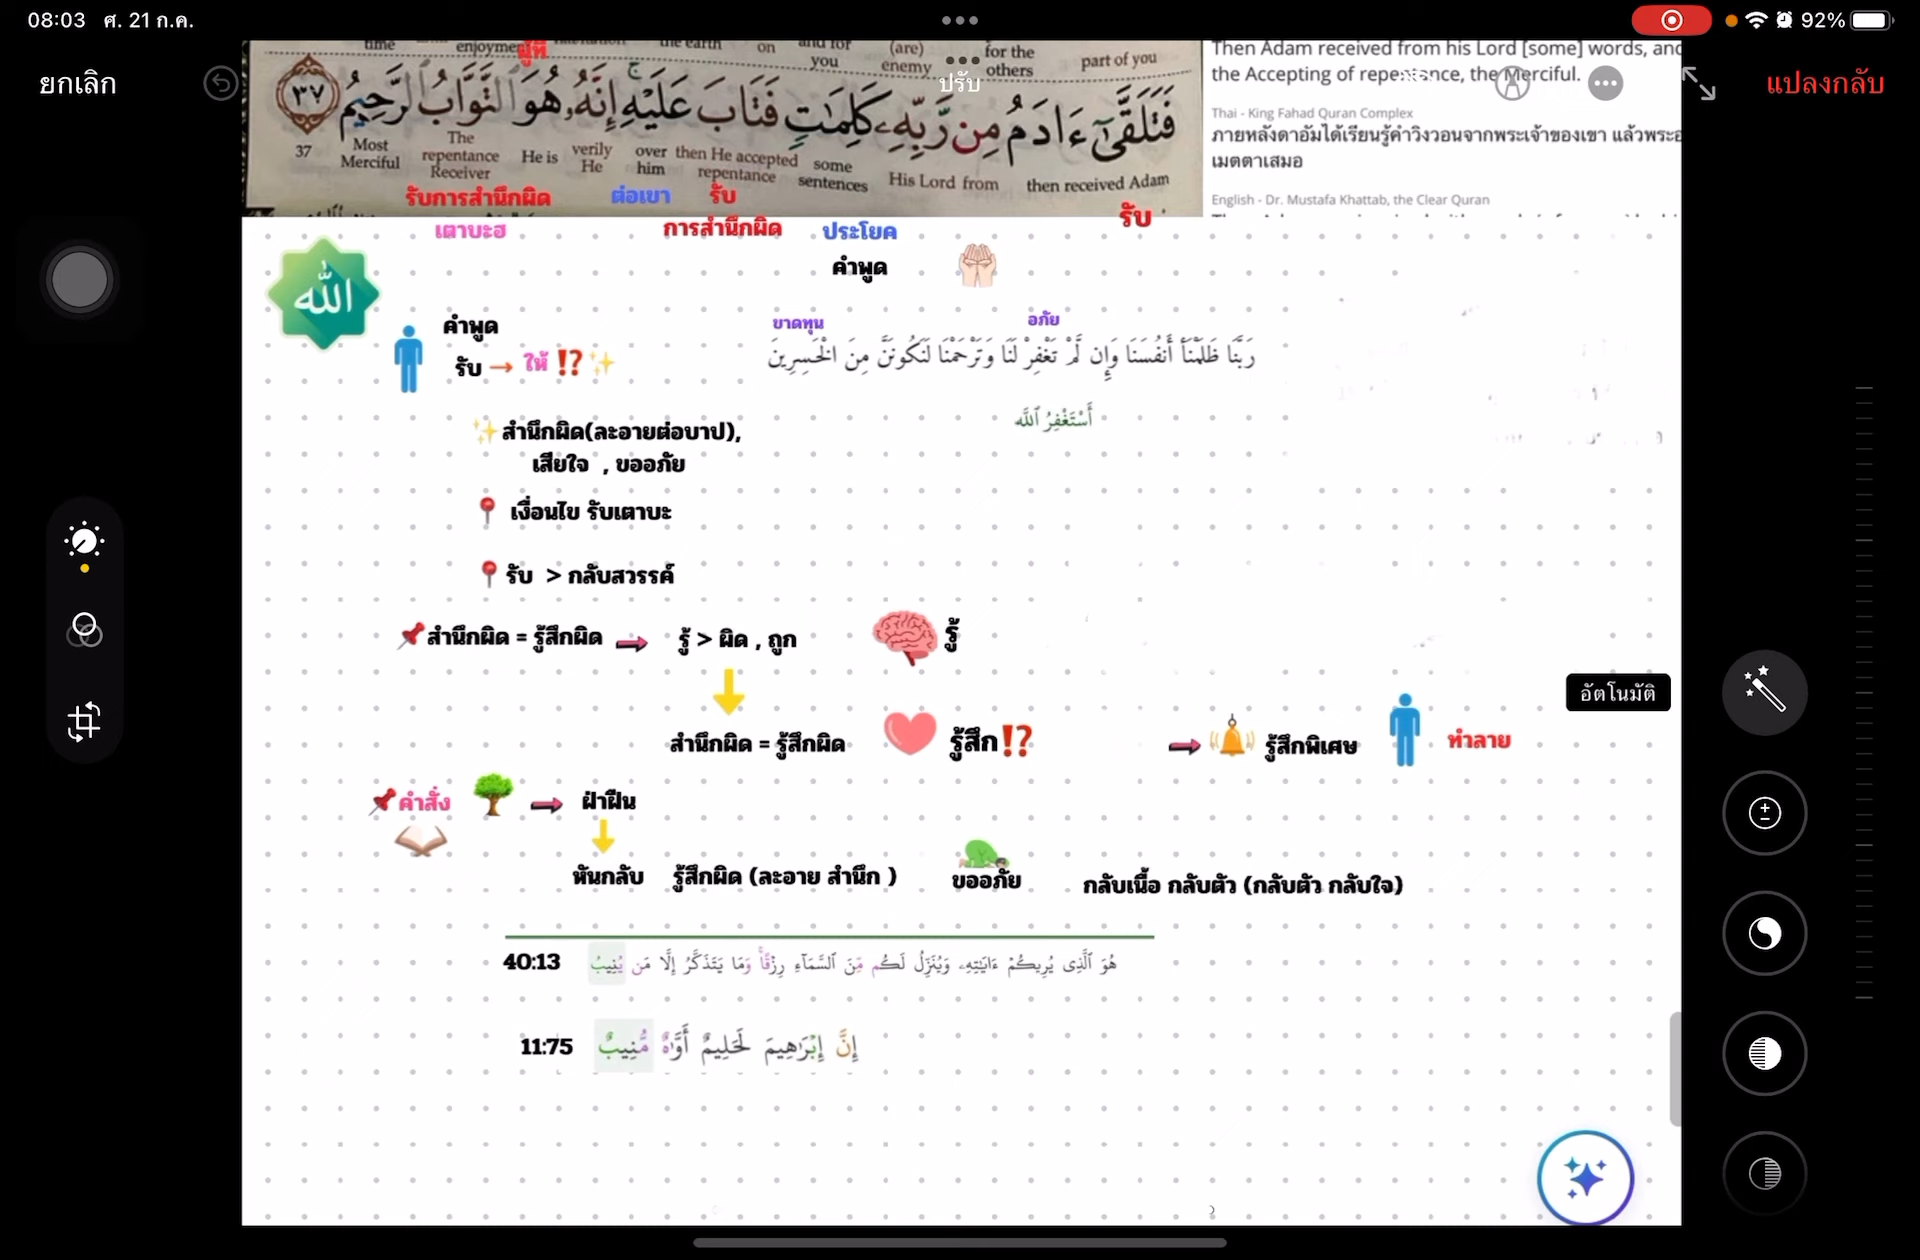 08:03 ศ. 21 ก.ค.
92%
ยกเลิก
ปรับ
แปลงกลับ
enjoyment
the earth
on
and for
you
(are)
enemy
for the
others
part of you
ผู้ที่
فَتَلَقَّىٰٓ ءَادَمُ مِن رَّبِّهِۦ كَلِمَٰتٍ فَتَابَ عَلَيْهِ إِنَّهُۥ هُوَ ٱلتَّوَّابُ ٱلرَّحِيمُ ٣٧
37
Most
Merciful
The
repentance
Receiver
He is
verily
He
over
him
then He accepted
repentance
some
sentences
His Lord from
then received Adam
Then Adam received from his Lord [some] words, and
the Accepting of repentance, the Merciful.
Thai - King Fahad Quran Complex
ภายหลังดาอัมได้เรียนรู้คำวิงวอนจากพระเจ้าของเขา แล้วพระอ
เมตตาเสมอ
English - Dr. Mustafa Khattab, the Clear Quran
รับการสำนึกผิด
ต่อเขา
รับ
รับ
เตาบะฮ
การสำนึกผิด
ประโยค
คำพูด
الله
คำพูด
รับ → ให้ ⁉️
ขาดทุน
อภัย
رَبَّنَا ظَلَمْنَآ أَنفُسَنَا وَإِن لَّمْ تَغْفِرْ لَنَا وَتَرْحَمْنَا لَنَكُونَنَّ مِنَ الْخَٰسِرِينَ
أَسْتَغْفِرُ ٱللَّه
สำนึกผิด(ละอายต่อบาป),
เสียใจ , ขออภัย
เงื่อนไข รับเตาบะ
รับ > กลับสวรรค์
สำนึกผิด = รู้สึกผิด
รู้ > ผิด , ถูก
รู้
สำนึกผิด = รู้สึกผิด
รู้สึก⁉️
รู้สึกพิเศษ
ทำลาย
อัตโนมัติ
คำสั่ง
ฝ่าฝืน
หันกลับ
รู้สึกผิด (ละอาย สำนึก )
ขออภัย
กลับเนื้อ กลับตัว (กลับตัว กลับใจ)
40:13
هُوَ ٱلَّذِى يُرِيكُمْ ءَايَٰتِهِۦ وَيُنَزِّلُ لَكُم مِّنَ ٱلسَّمَآءِ رِزْقًا وَمَا يَتَذَكَّرُ إِلَّا مَن يُنِيبُ
11:75
إِنَّ إِبْرَٰهِيمَ لَحَلِيمٌ أَوَّٰهٌ مُّنِيبٌ